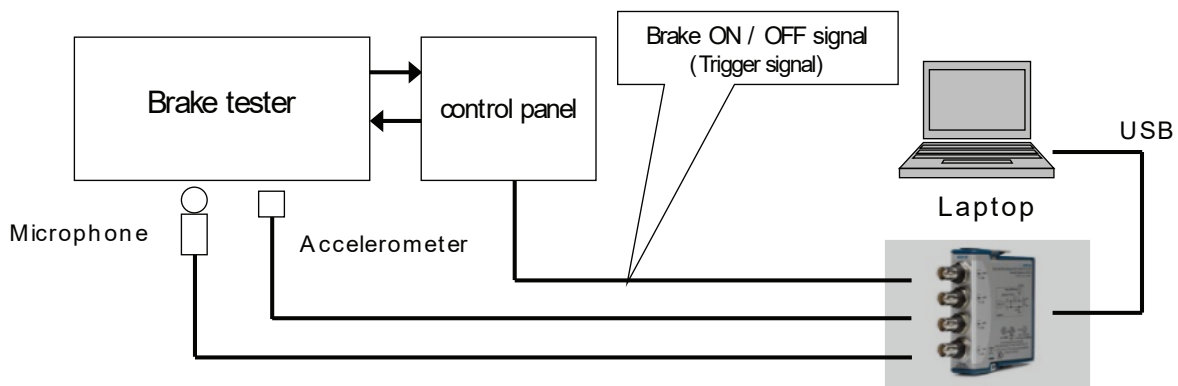 Brake ON / OFF signal
(Trigger signal)
Brake tester
control panel
USB
Laptop
Microphone
Accelerometer